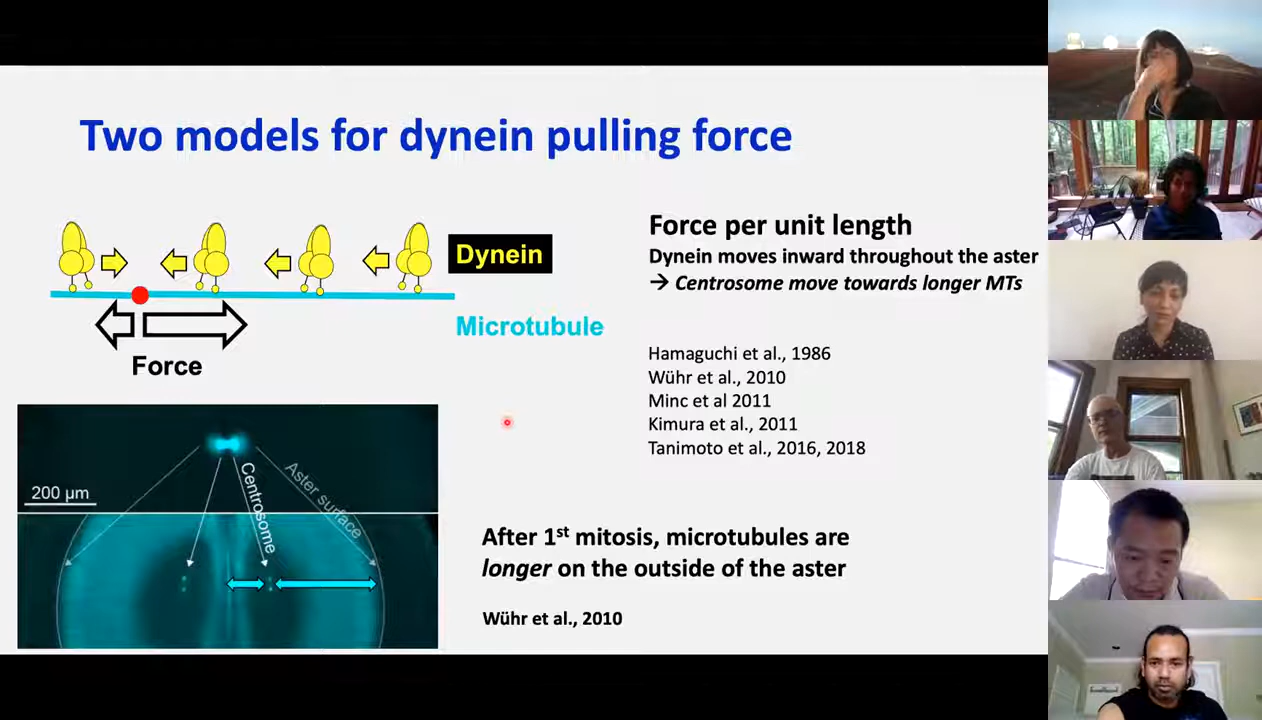 Two models for dynein pulling force
Dynein
Microtubule
Force
Force per unit length
Dynein moves inward throughout the aster
→ Centrosome move towards longer MTs
Hamaguchi et al., 1986
Wühr et al., 2010
Minc et al 2011
Kimura et al., 2011
Tanimoto et al., 2016, 2018
200 µm
Centrosome
Aster surface
After 1st mitosis, microtubules are
longer on the outside of the aster
Wühr et al., 2010